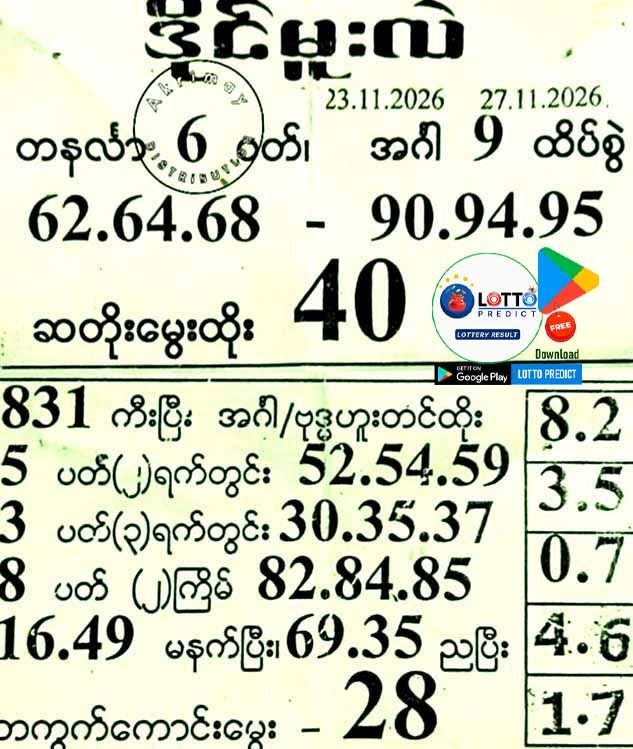 ဒိုင်မှူးလဲ
23.11.2026 27.11.2026
Akrimay
DISTRIBUTLE
တနင်္လာ 6 ပတ်၊ အင်္ဂါ 9 ထိပ်စွဲ
62.64.68 - 90.94.95
ဆတိုးမွေးထိုး 40
LOTTO
PREDICT
LOTTERY RESULT
FREE
Download
GET IT ON
Google Play LOTTO PREDICT
831 ကီးပြီး အင်္ဂါ/ဗုဒ္ဓဟူးတင်ထိုး 8.2
5 ပတ်(၂)ရက်တွင်း 52.54.59 3.5
3 ပတ်(၃)ရက်တွင်း 30.35.37
8 ပတ် (၂)ကြိမ် 82.84.85 0.7
16.49 မနက်ပြီး၊ 69.35 ညပြီး 4.6
တကွက်ကောင်းမွေး - 28 1.7